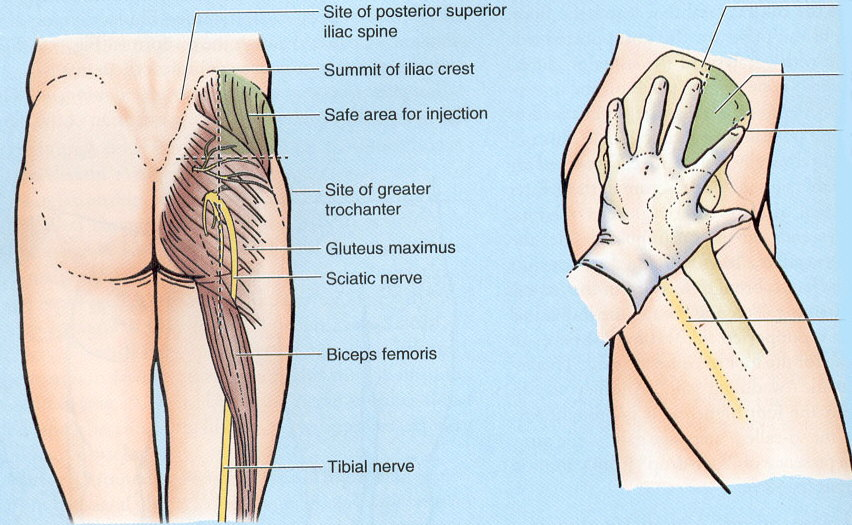 Site of posterior superior
iliac spine
Summit of iliac crest
Safe area for injection
Site of greater
trochanter
Gluteus maximus
Sciatic nerve
Biceps femoris
Tibial nerve